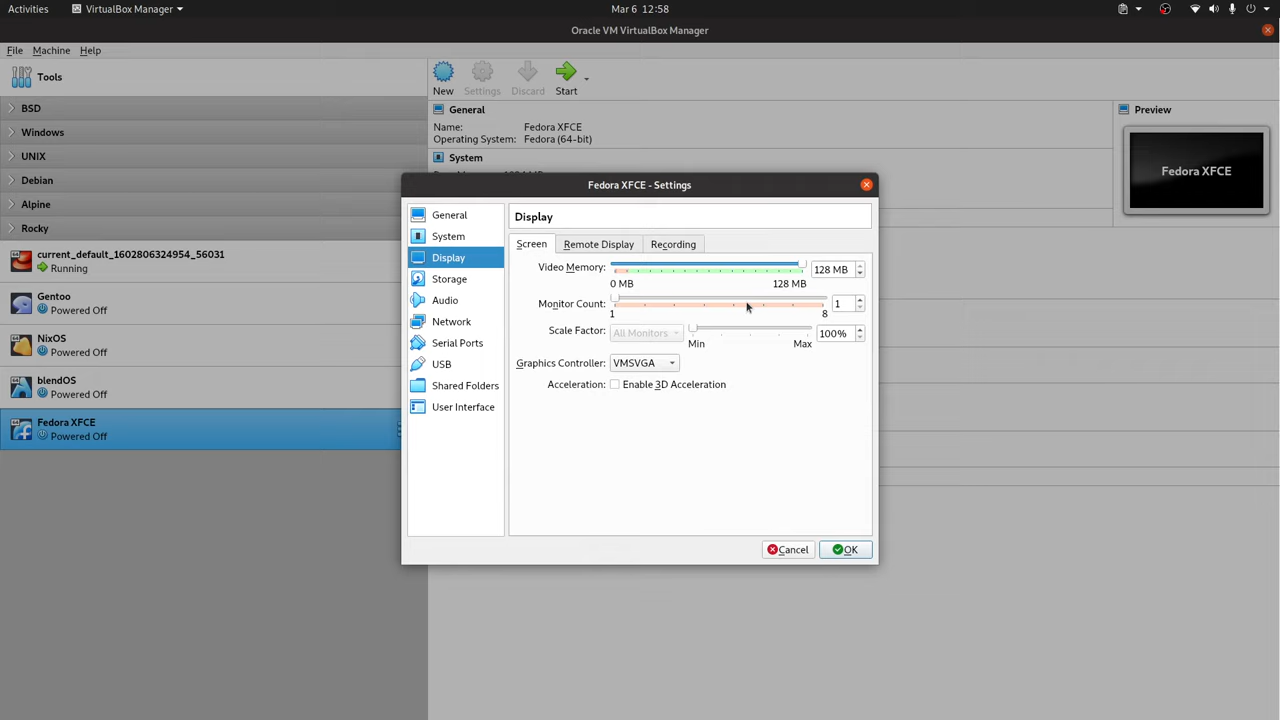 Activities
VirtualBox Manager
Mar 6 12:58
Oracle VM VirtualBox Manager
File Machine Help
Tools
New Settings Discard Start
BSD
Windows
UNIX
Debian
Alpine
Rocky
current_default_1602806324954_56031
Running
Gentoo
Powered Off
NixOS
Powered Off
blendOS
Powered Off
Fedora XFCE
Powered Off
General
Name: Fedora XFCE
Operating System: Fedora (64-bit)
System
Preview
Fedora XFCE
Fedora XFCE - Settings
General
System
Display
Storage
Audio
Network
Serial Ports
USB
Shared Folders
User Interface
Display
Screen Remote Display Recording
Video Memory: 128 MB
0 MB 128 MB
Monitor Count: 1
1 8
Scale Factor: All Monitors 100%
Min Max
Graphics Controller: VMSVGA
Acceleration: Enable 3D Acceleration
Cancel OK